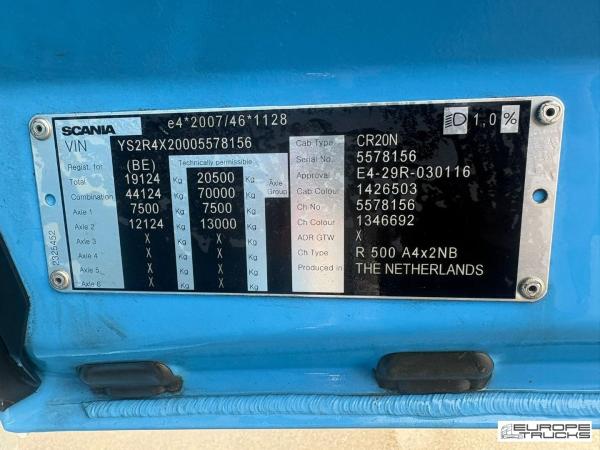 e4*2007/46*1128
1,0 %
SCANIA
VIN YS2R4X20005578156
Regist. for (BE) Technically permissible
Total 19124 Kg 20500 Kg
Combination 44124 Kg 70000 Kg Axle Group
Axle 1 7500 Kg 7500 Kg
Axle 2 12124 Kg 13000 Kg
Axle 3 X Kg X Kg
Axle 4 X Kg X Kg
Axle 5 X Kg X Kg
Axle 6 X Kg X Kg
2325452
Cab Type CR20N
Serial No. 5578156
Approval E4-29R-030116
Cab Colour 1426503
Ch No 5578156
Ch Colour 1346692
ADR GTW X
Ch Type R 500 A4x2NB
Produced in THE NETHERLANDS
EUROPE
TRUCKS